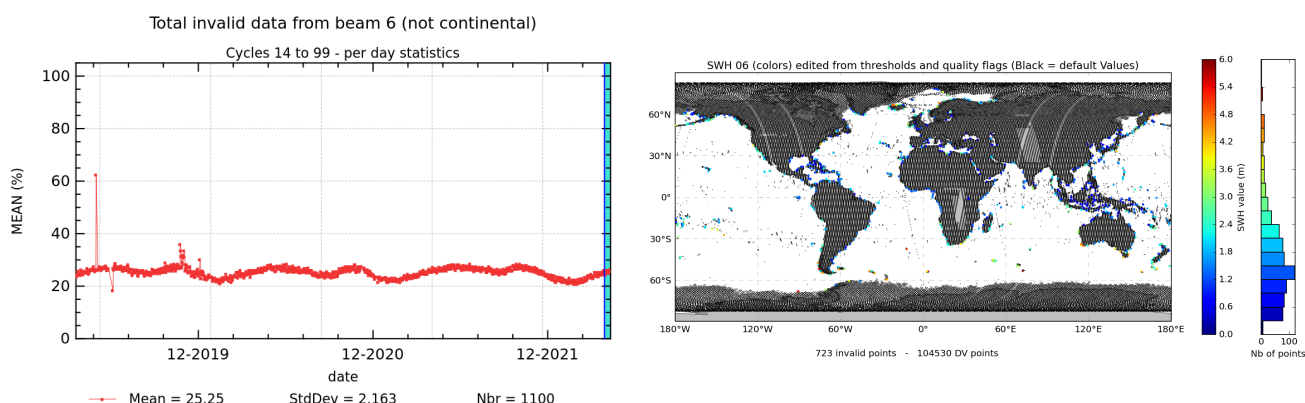 Total invalid data from beam 6 (not continental)
Cycles 14 to 99 - per day statistics
100
80
60
40
20
0
MEAN (%)
12-2019 12-2020 12-2021
date
Mean = 25.25 StdDev = 2.163 Nbr = 1100
SWH 06 (colors) edited from thresholds and quality flags (Black = default Values)
60°N
30°N
0°
30°S
60°S
180°W 120°W 60°W 0° 60°E 120°E 180°E
723 invalid points - 104530 DV points
6.0
5.4
4.8
4.2
3.6
3.0
2.4
1.8
1.2
0.6
0.0
SWH value (m)
0 100
Nb of points